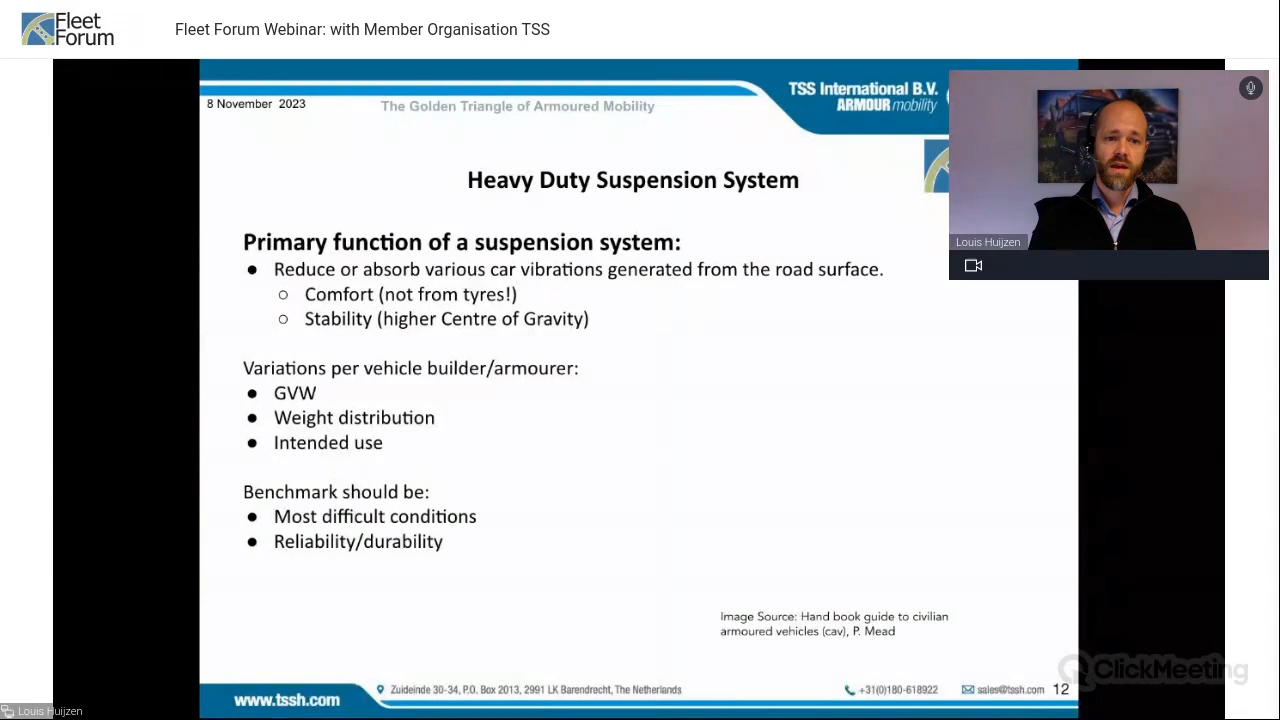 Fleet
Forum
Fleet Forum Webinar: with Member Organisation TSS
8 November 2023
The Golden Triangle of Armoured Mobility
TSS International B.V.
ARMOUR mobility
Heavy Duty Suspension System
Louis Huijzen
Primary function of a suspension system:
● Reduce or absorb various car vibrations generated from the road surface.
○ Comfort (not from tyres!)
○ Stability (higher Centre of Gravity)
Variations per vehicle builder/armourer:
● GVW
● Weight distribution
● Intended use
Benchmark should be:
● Most difficult conditions
● Reliability/durability
Image Source: Hand book guide to civilian
armoured vehicles (cav), P. Mead
ClickMeeting
www.tssh.com
Zuideinde 30-34, P.O. Box 2013, 2991 LK Barendrecht, The Netherlands
+31(0)180-618922
sales@tssh.com
12
Louis Huijzen